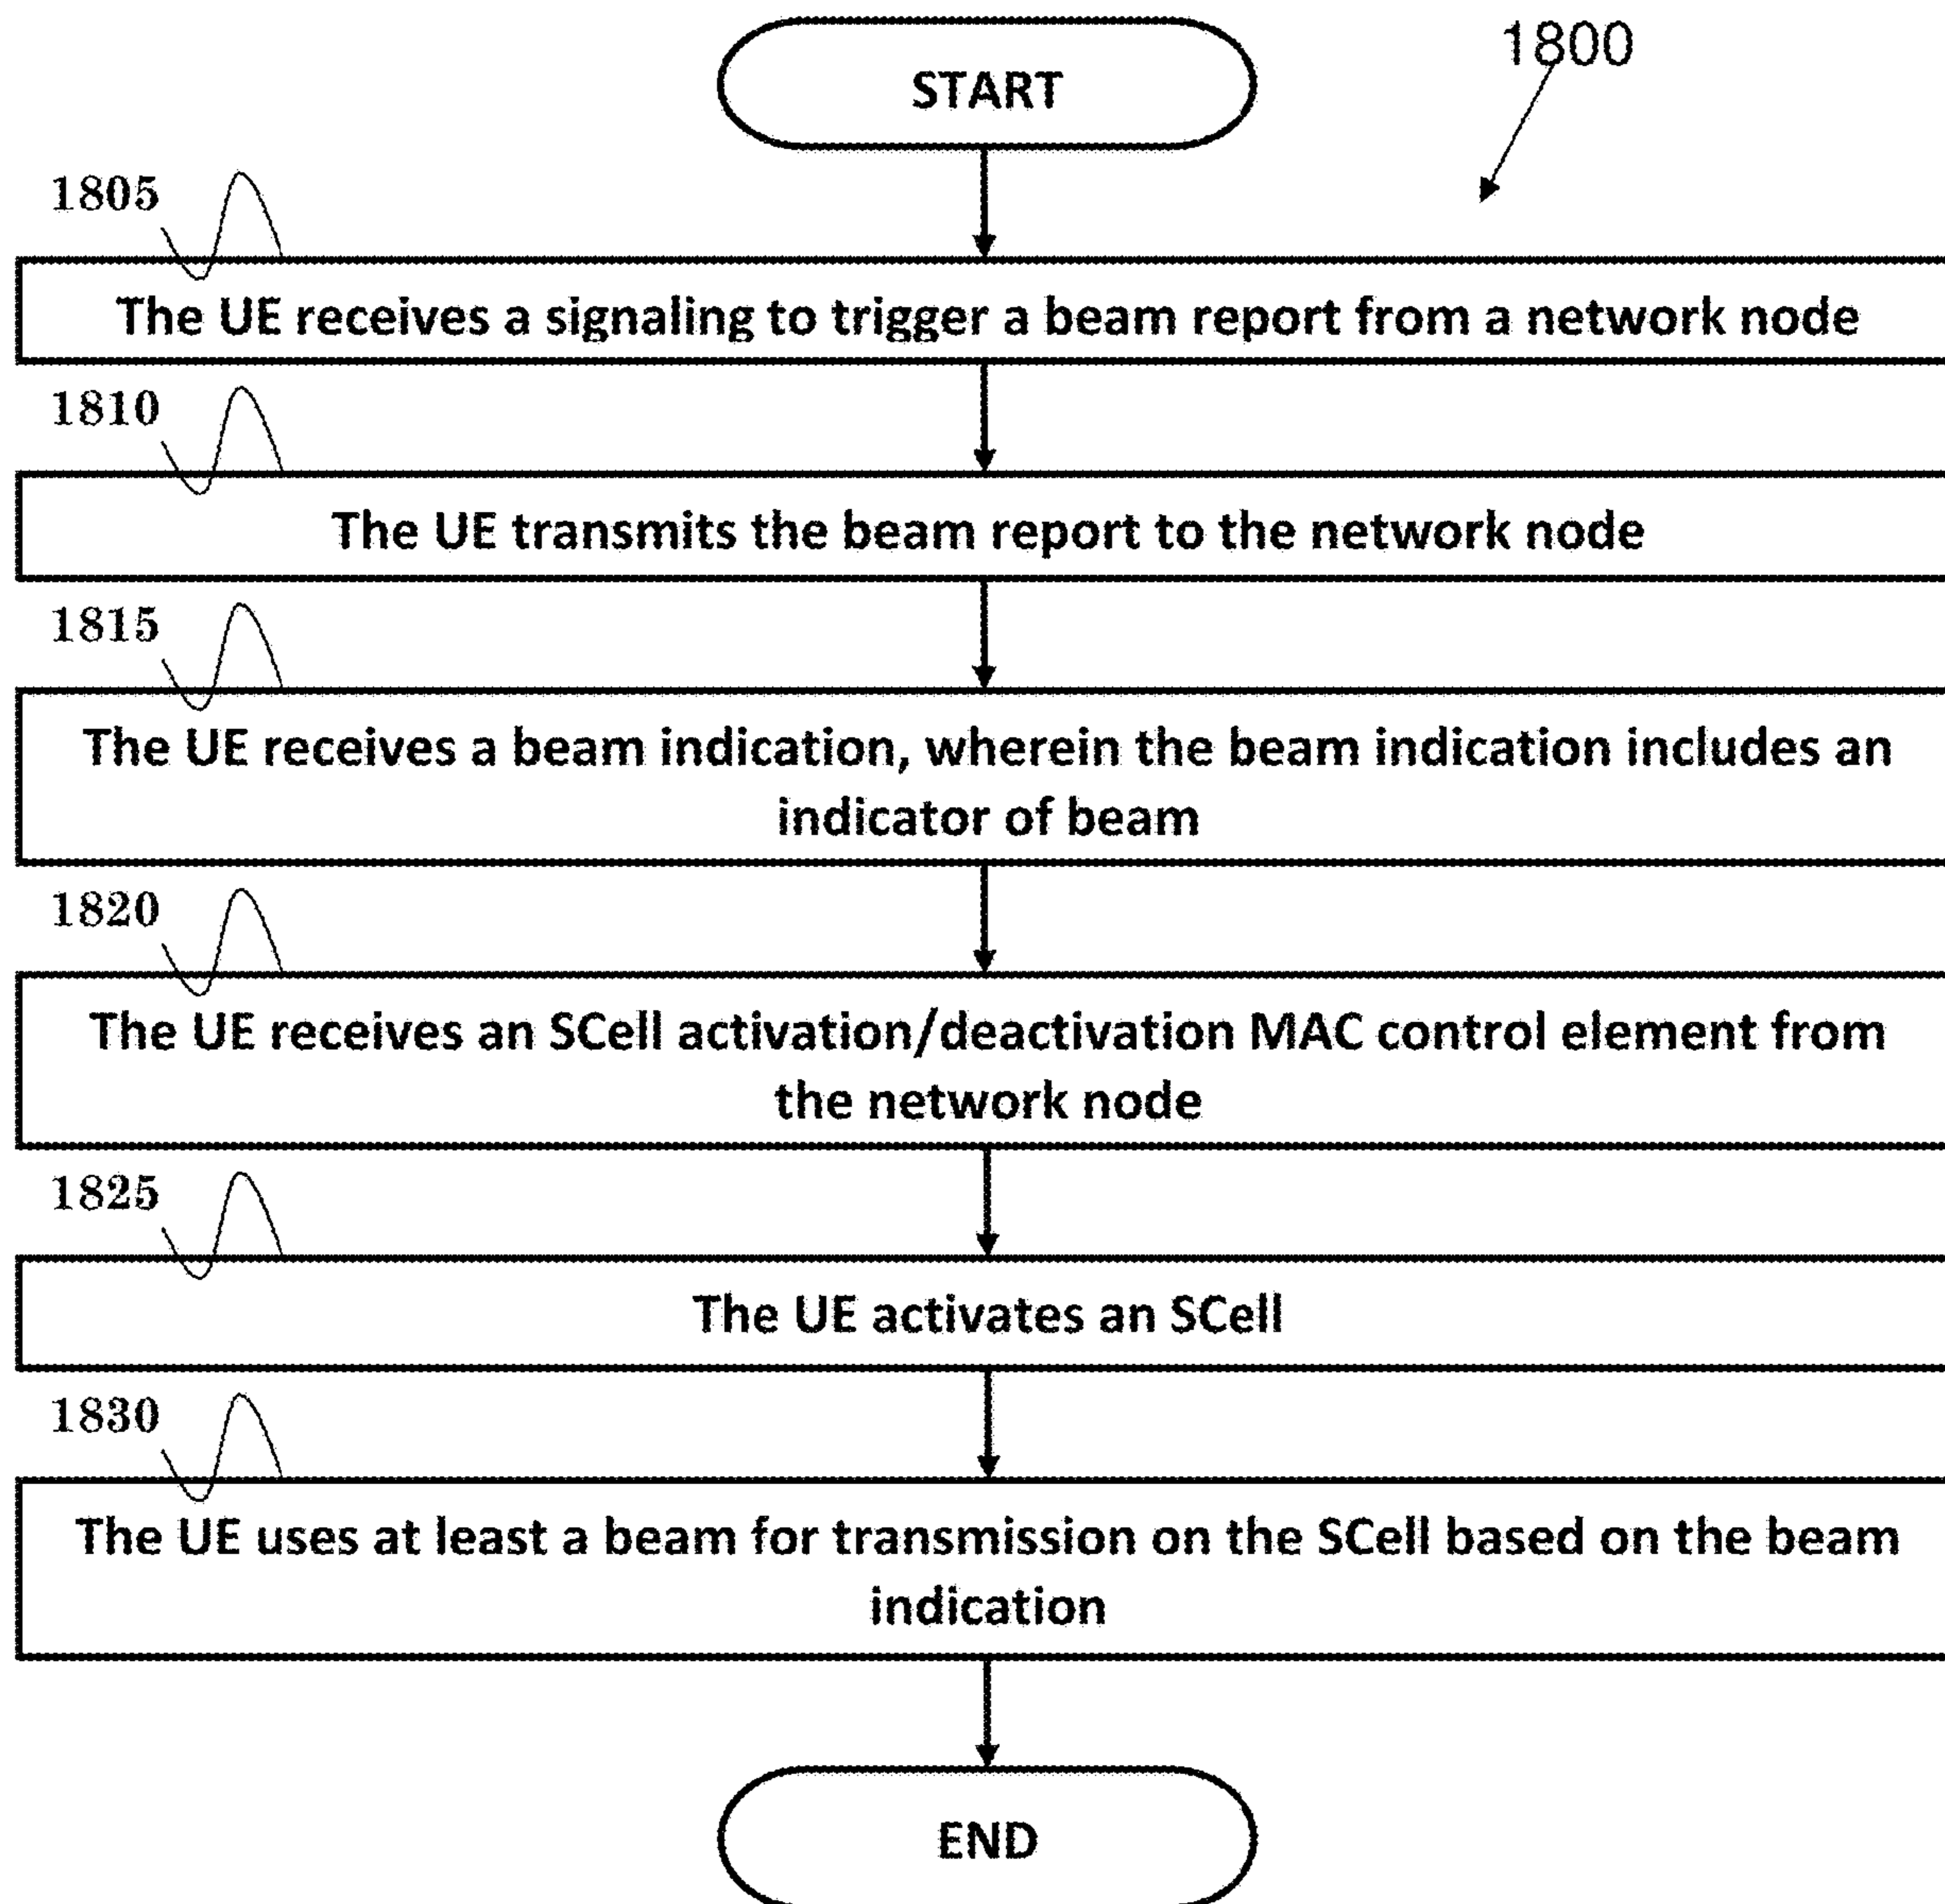 START
1800
1805
The UE receives a signaling to trigger a beam report from a network node
1810
The UE transmits the beam report to the network node
1815
The UE receives a beam indication, wherein the beam indication includes an
indicator of beam
1820
The UE receives an SCell activation/deactivation MAC control element from
the network node
1825
The UE activates an SCell
1830
The UE uses at least a beam for transmission on the SCell based on the beam
indication
END